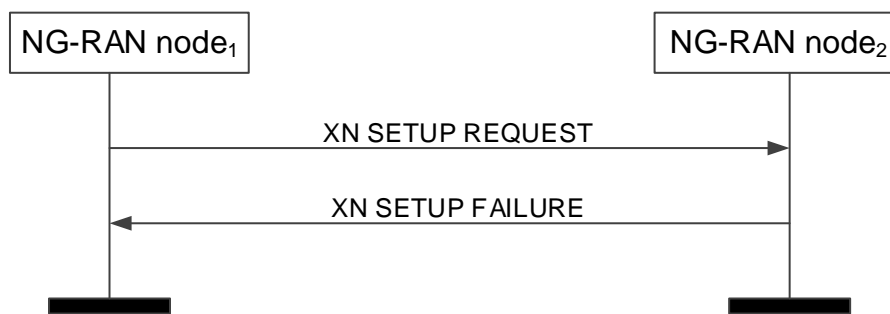 NG-RAN node₁
NG-RAN node₂
XN SETUP REQUEST
XN SETUP FAILURE